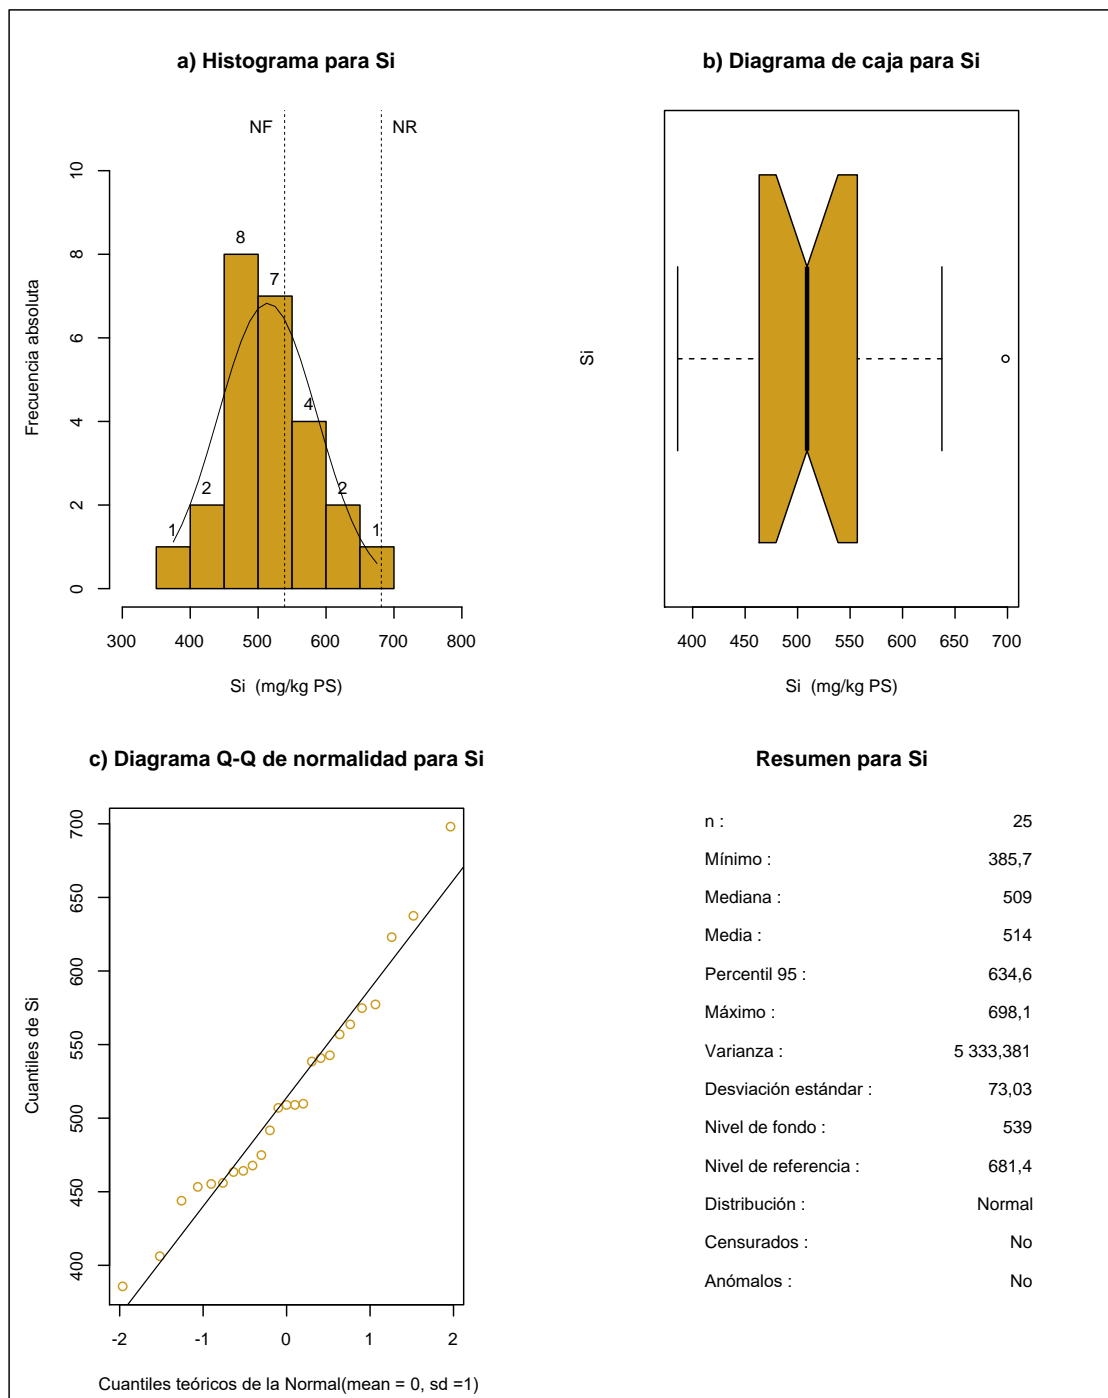 a) Histograma para Si
NF
NR
10
8
6
4
2
0
1
2
8
7
4
2
1
Frecuencia absoluta
300 400 500 600 700 800
Si (mg/kg PS)
b) Diagrama de caja para Si
Si
400 450 500 550 600 650 700
Si (mg/kg PS)
c) Diagrama Q-Q de normalidad para Si
700
650
600
550
500
450
400
Cuantiles de Si
-2 -1 0 1 2
Cuantiles teóricos de la Normal(mean = 0, sd =1)
Resumen para Si
n : 25
Mínimo : 385,7
Mediana : 509
Media : 514
Percentil 95 : 634,6
Máximo : 698,1
Varianza : 5 333,381
Desviación estándar : 73,03
Nivel de fondo : 539
Nivel de referencia : 681,4
Distribución : Normal
Censurados : No
Anómalos : No